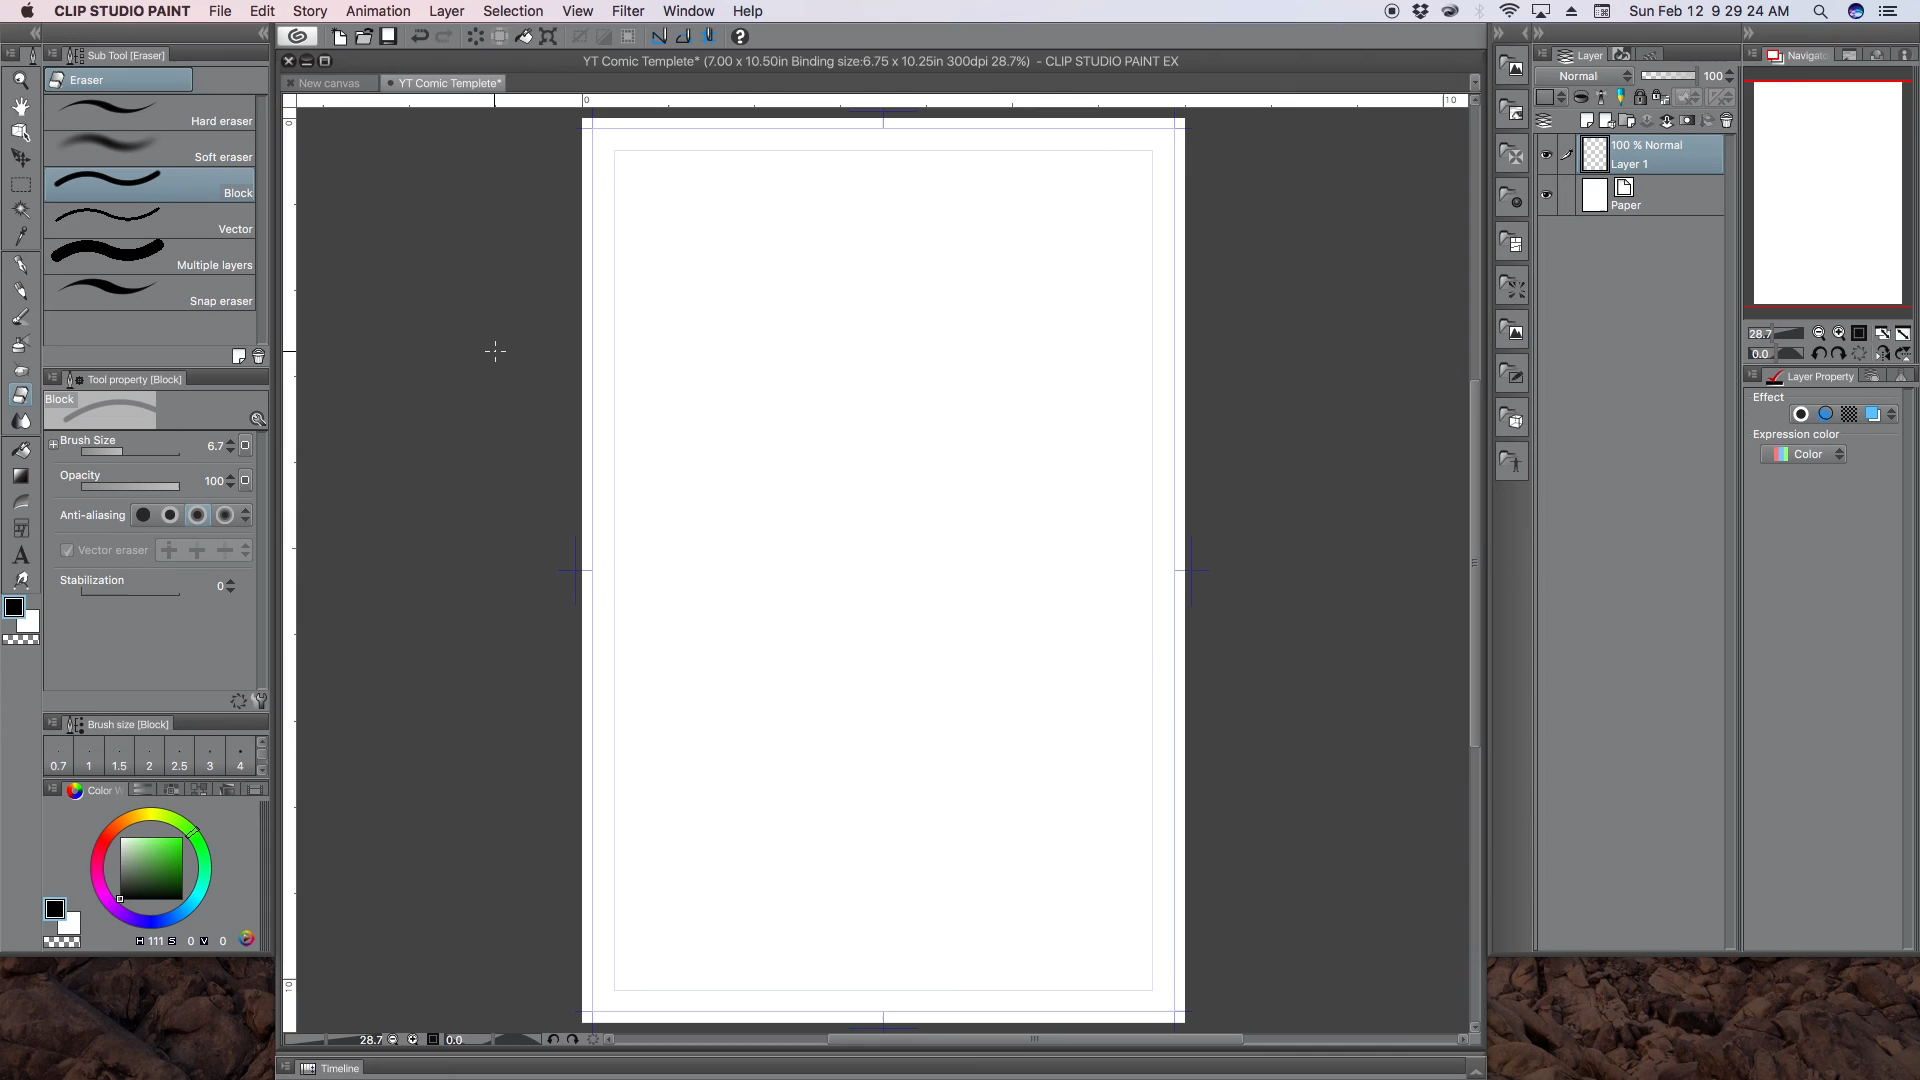 CLIP STUDIO PAINT File Edit Story Animation Layer Selection View Filter Window Help Sun Feb 12 9 29 24 AM
Sub Tool [Eraser]
Eraser
Hard eraser
Soft eraser
Block
Vector
Multiple layers
Snap eraser
Tool property [Block]
Block
Brush Size 6.7
Opacity 100
Anti-aliasing
Vector eraser
Stabilization 0
Brush size [Block]
0.7 1 1.5 2 2.5 3 4
Color W
H 111 S 0 V 0
YT Comic Templete* (7.00 x 10.50in Binding size:6.75 x 10.25in 300dpi 28.7%) - CLIP STUDIO PAINT EX
New canvas YT Comic Templete*
0 10
0
10
28.7 0.0
Timeline
Layer
Normal 100
100 % Normal
Layer 1
Paper
Navigato
28.7
0.0
Layer Property
Effect
Expression color
Color